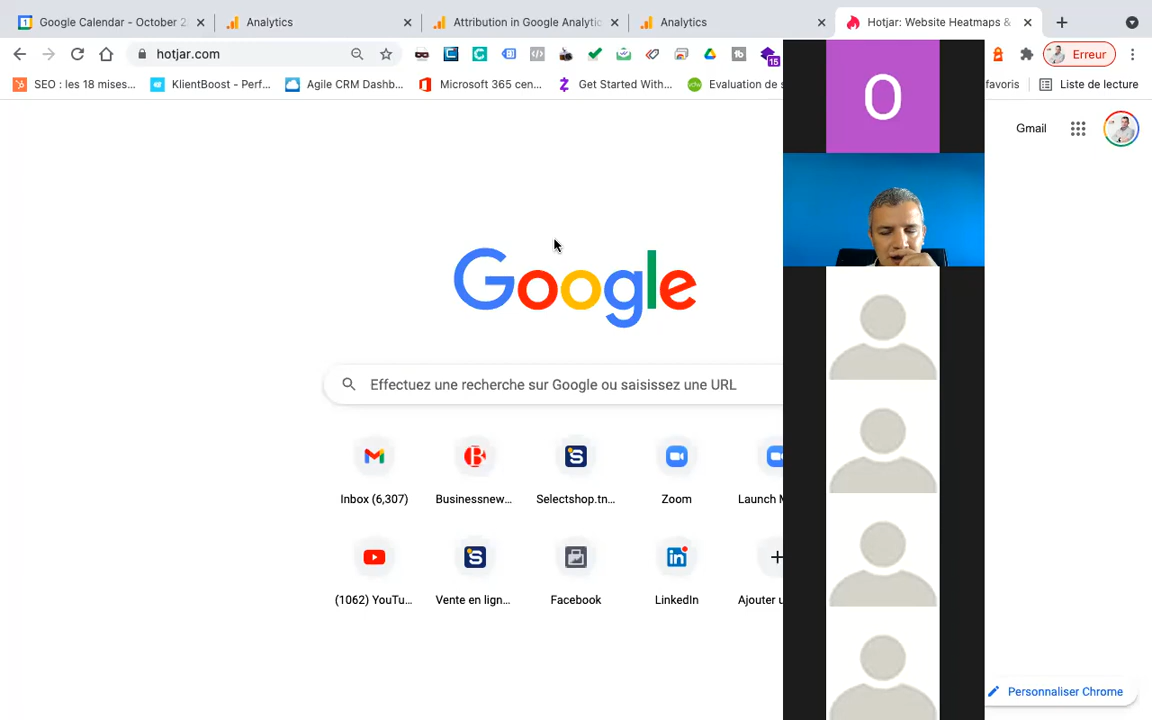 Google Calendar - October 2
Analytics
Attribution in Google Analytic
Analytics
Hotjar: Website Heatmaps &
hotjar.com
15
Erreur
SEO : les 18 mises...
KlientBoost - Perf...
Agile CRM Dashb...
Microsoft 365 cen...
Get Started With...
Evaluation de s
favoris
Liste de lecture
O
Gmail
Google
Effectuez une recherche sur Google ou saisissez une URL
Inbox (6,307)
Businessnew...
Selectshop.tn...
Zoom
Launch M
(1062) YouTu...
Vente en lign...
Facebook
LinkedIn
Ajouter u
Personnaliser Chrome